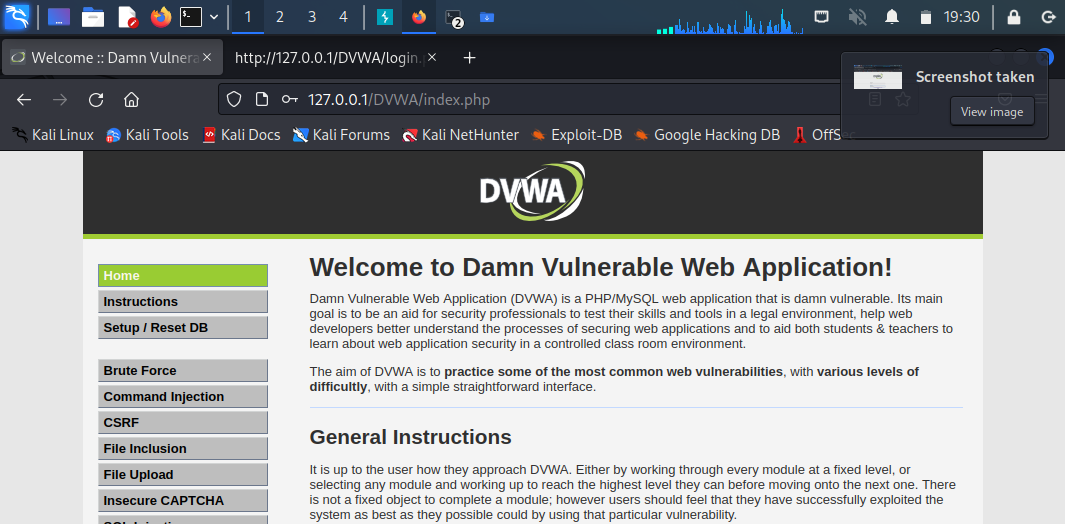 1 2 3 4 2 19:30
Welcome :: Damn Vulnera
http://127.0.0.1/DVWA/login.
Screenshot taken
View image
127.0.0.1/DVWA/index.php
Kali Linux Kali Tools Kali Docs Kali Forums Kali NetHunter Exploit-DB Google Hacking DB OffSec
DVWA
Home
Instructions
Setup / Reset DB
Brute Force
Command Injection
CSRF
File Inclusion
File Upload
Insecure CAPTCHA
Welcome to Damn Vulnerable Web Application!
Damn Vulnerable Web Application (DVWA) is a PHP/MySQL web application that is damn vulnerable. Its main
goal is to be an aid for security professionals to test their skills and tools in a legal environment, help web
developers better understand the processes of securing web applications and to aid both students & teachers to
learn about web application security in a controlled class room environment.
The aim of DVWA is to practice some of the most common web vulnerabilities, with various levels of
difficultly, with a simple straightforward interface.
General Instructions
It is up to the user how they approach DVWA. Either by working through every module at a fixed level, or
selecting any module and working up to reach the highest level they can before moving onto the next one. There
is not a fixed object to complete a module; however users should feel that they have successfully exploited the
system as best as they possible could by using that particular vulnerability.